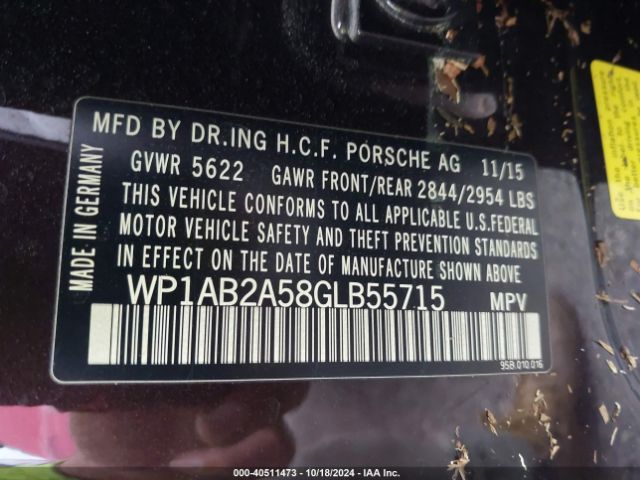 MFD BY DR.ING H.C.F. PORSCHE AG 11/15
GVWR 5622 GAWR FRONT/REAR 2844/2954 LBS
THIS VEHICLE CONFORMS TO ALL APPLICABLE U.S.FEDERAL
MOTOR VEHICLE SAFETY AND THEFT PREVENTION STANDARDS
IN EFFECT ON THE DATE OF MANUFACTURE SHOWN ABOVE
WP1AB2A58GLB55715 MPV
95B.010.016
MADE IN GERMANY
000-40511473 - 10/18/2024 - IAA Inc.